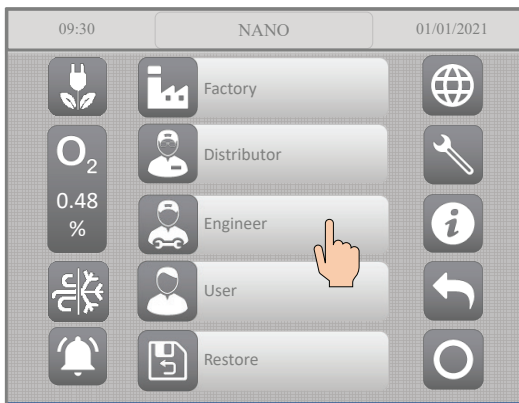 09:30 NANO 01/01/2021
Factory
O2
Distributor
0.48
%
Engineer
i
User
Restore